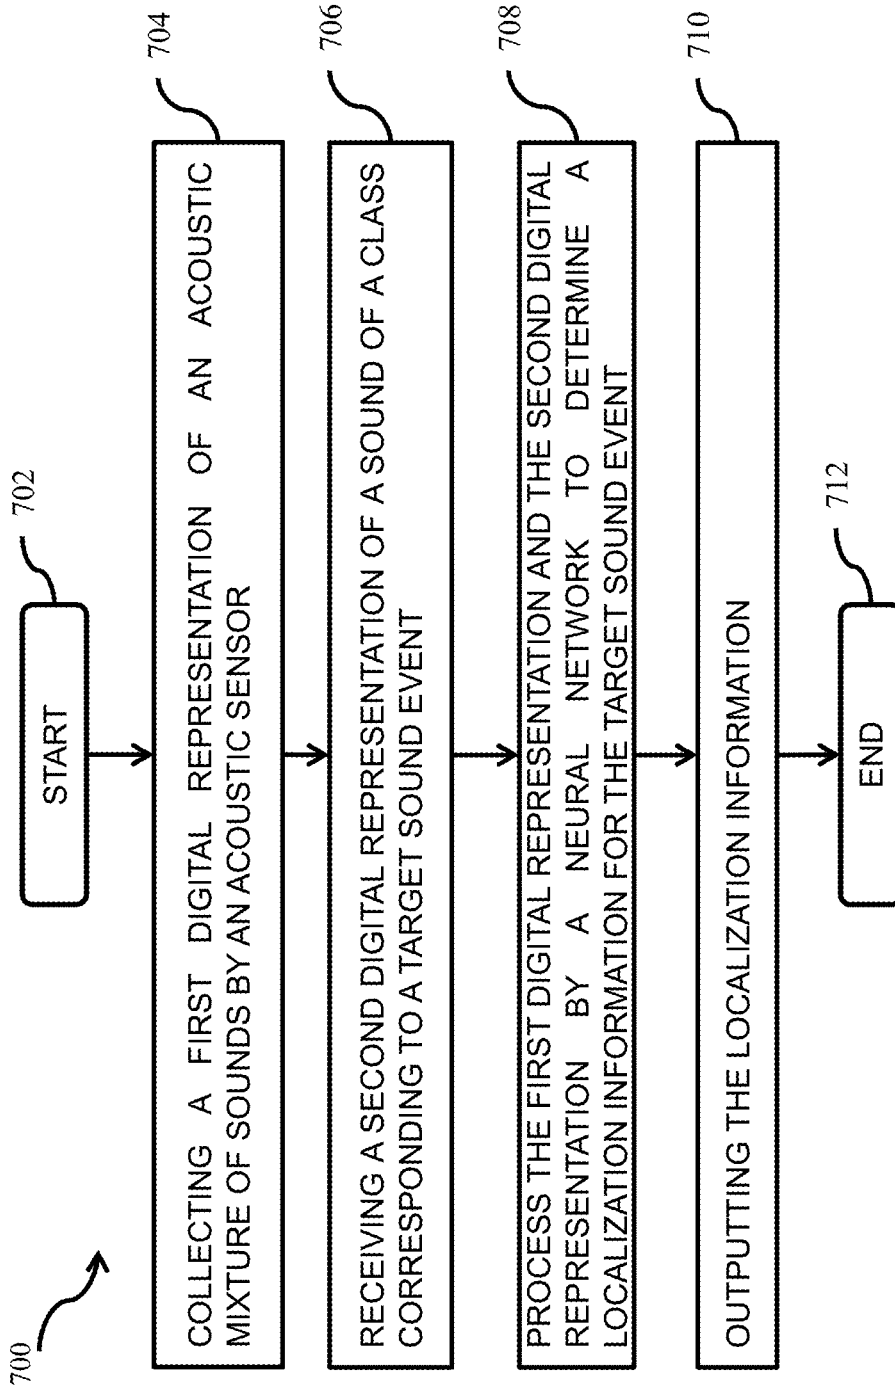 700
START
702
COLLECTING A FIRST DIGITAL REPRESENTATION OF AN ACOUSTIC
MIXTURE OF SOUNDS BY AN ACOUSTIC SENSOR
704
RECEIVING A SECOND DIGITAL REPRESENTATION OF A SOUND OF A CLASS
CORRESPONDING TO A TARGET SOUND EVENT
706
PROCESS THE FIRST DIGITAL REPRESENTATION AND THE SECOND DIGITAL
REPRESENTATION BY A NEURAL NETWORK TO DETERMINE A
LOCALIZATION INFORMATION FOR THE TARGET SOUND EVENT
708
OUTPUTTING THE LOCALIZATION INFORMATION
710
END
712